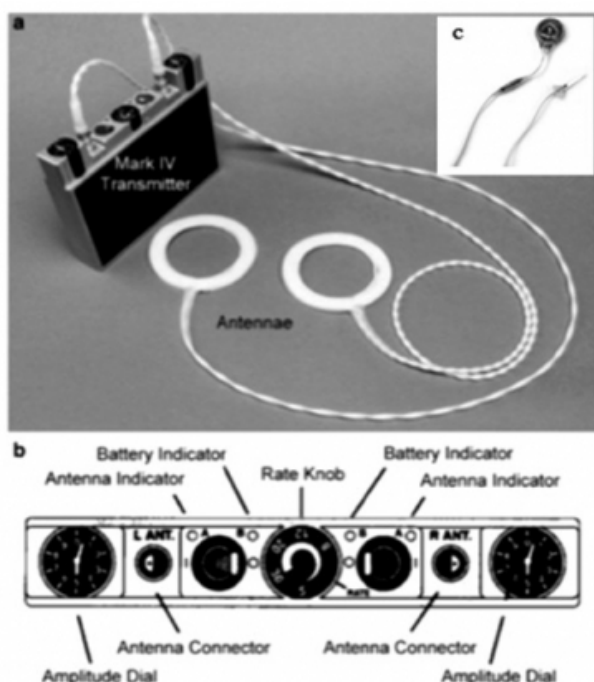 a
c
Mark IV
Transmitter
Antennae
b
Battery Indicator
Battery Indicator
Antenna Indicator
Rate Knob
Antenna Indicator
L ANT.
A
B
B
A
R ANT.
RATE
Antenna Connector
Antenna Connector
Amplitude Dial
Amplitude Dial